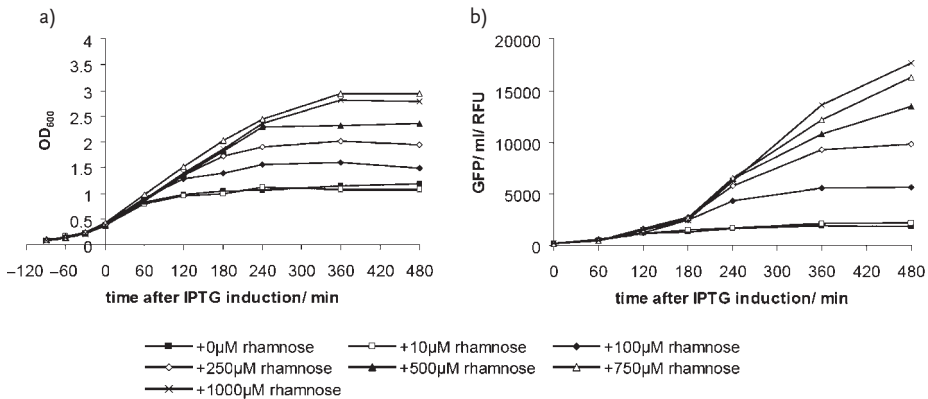 a)
4
3.5
3
2.5
2
1.5
1
0.5
0
OD600
−120 −60 0 60 120 180 240 300 360 420 480
time after IPTG induction/ min
b)
20000
15000
10000
5000
0
GFP/ ml/ RFU
0 60 120 180 240 300 360 420 480
time after IPTG induction/ min
+0µM rhamnose +10µM rhamnose +100µM rhamnose
+250µM rhamnose +500µM rhamnose +750µM rhamnose
+1000µM rhamnose